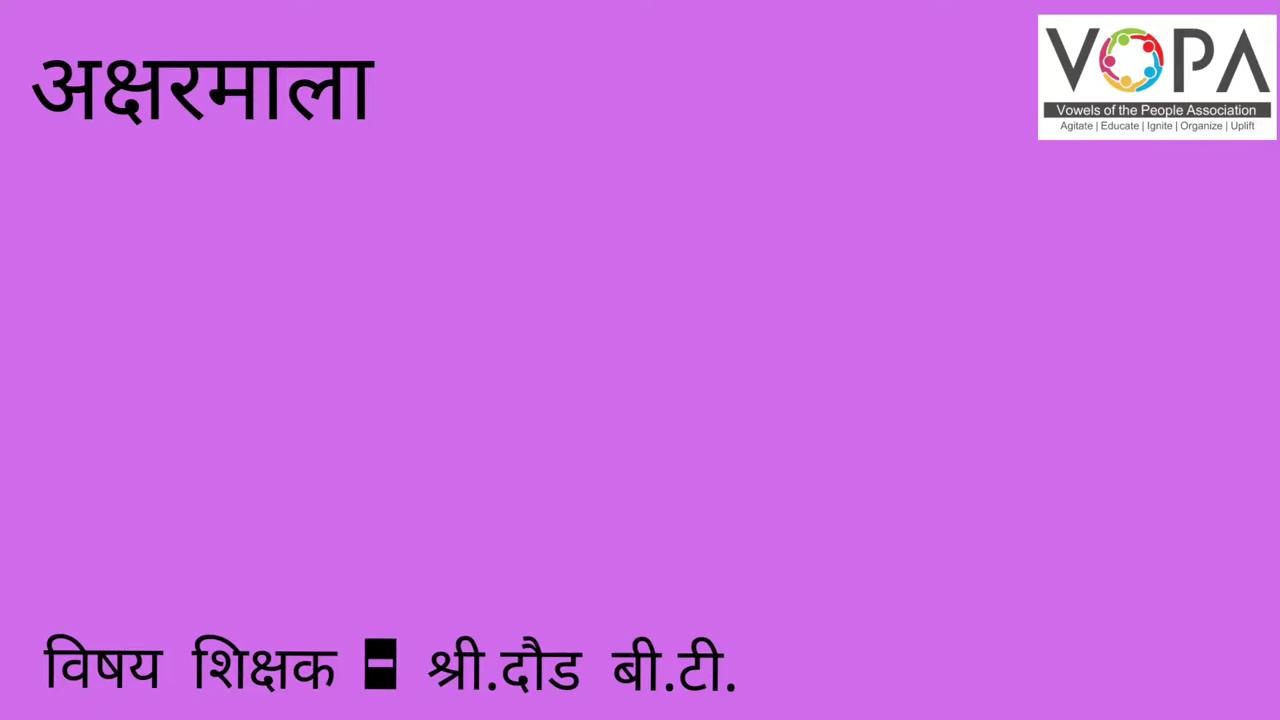 अक्षरमाला
VOPA
Vowels of the People Association
Agitate | Educate | Ignite | Organize | Uplift
विषय शिक्षक - श्री.दौड बी.टी.